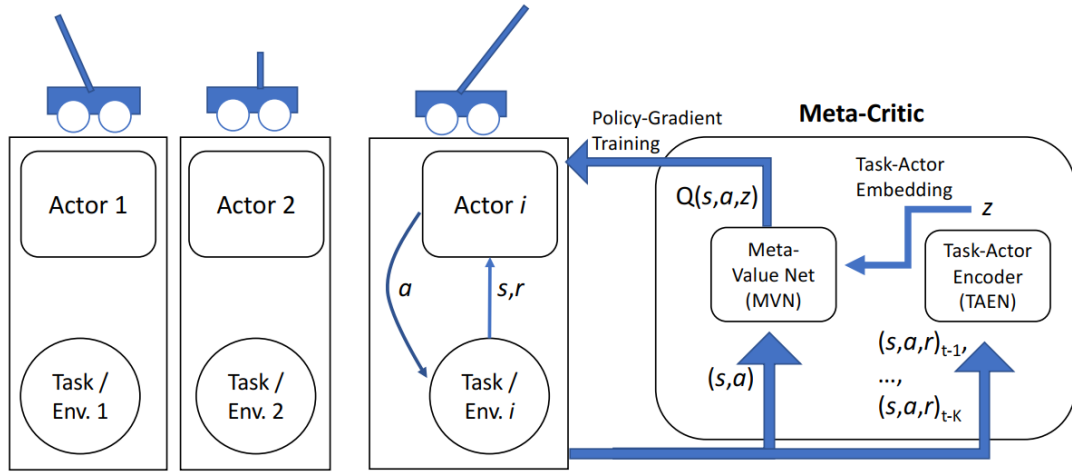 Actor 1
Task /
Env. 1
Actor 2
Task /
Env. 2
Actor i
a
s,r
Task /
Env. i
Policy-Gradient
Training
Meta-Critic
Q(s,a,z)
Task-Actor
Embedding
z
Meta-
Value Net
(MVN)
Task-Actor
Encoder
(TAEN)
(s,a)
(s,a,r)t-1,
...,
(s,a,r)t-K